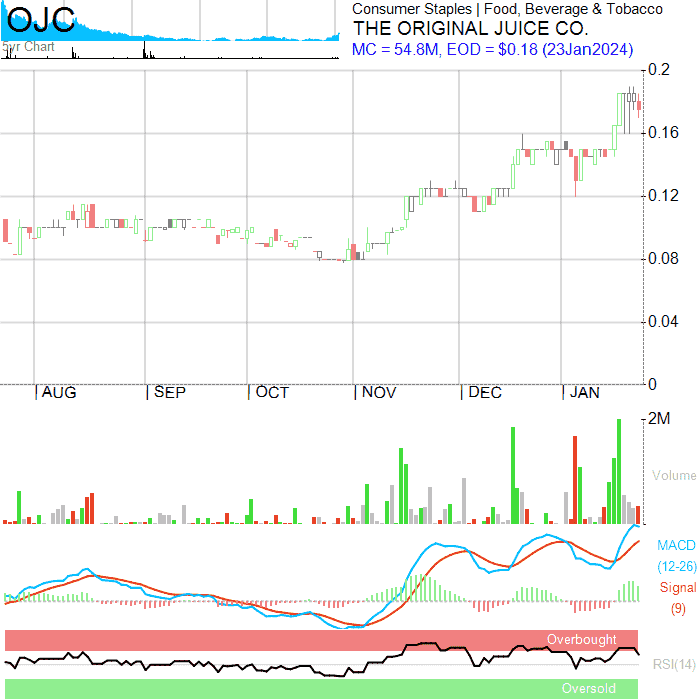 OJC
5yr Chart
Consumer Staples | Food, Beverage & Tobacco
THE ORIGINAL JUICE CO.
MC = 54.8M, EOD = $0.18 (23Jan2024)
0.2
0.16
0.12
0.08
0.04
0
AUG SEP OCT NOV DEC JAN
2M
Volume
MACD
(12-26)
Signal
(9)
Overbought
RSI(14)
Oversold